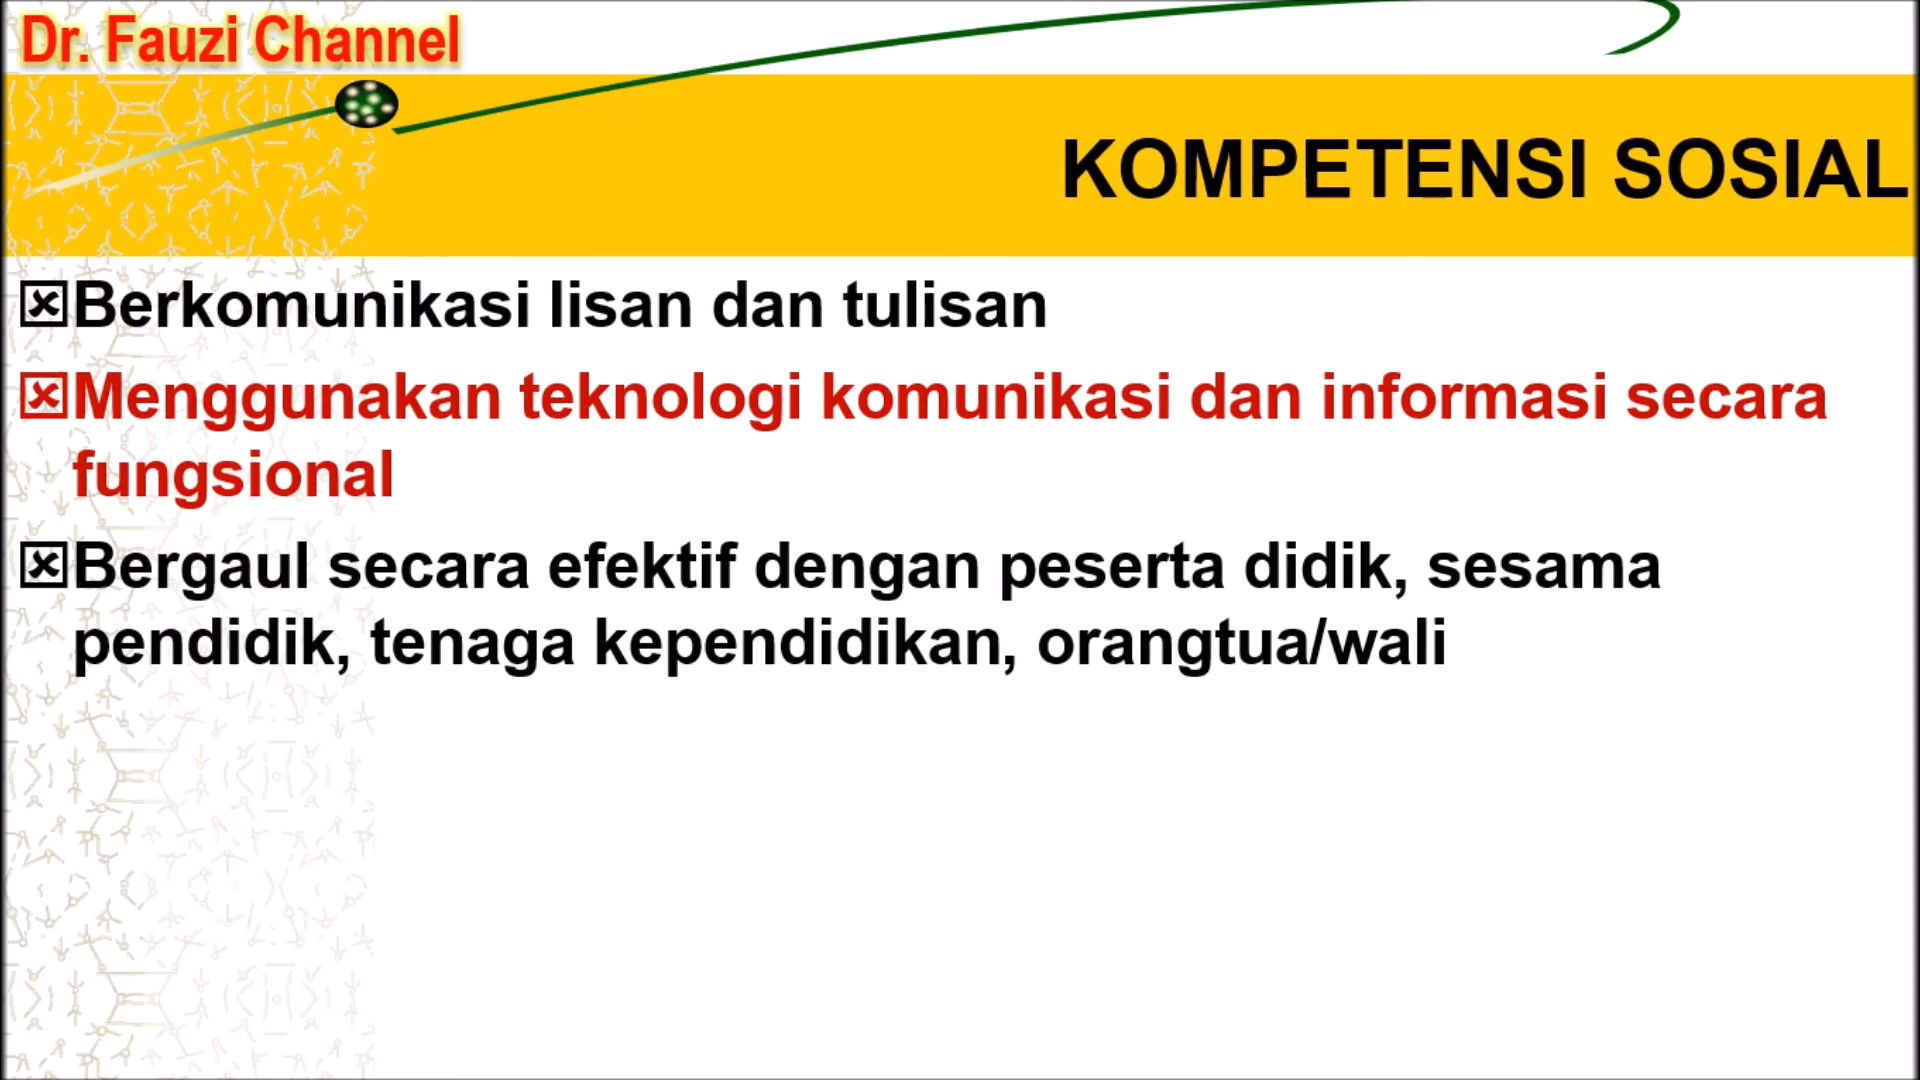 Dr. Fauzi Channel
KOMPETENSI SOSIAL
Berkomunikasi lisan dan tulisan
Menggunakan teknologi komunikasi dan informasi secara
fungsional
Bergaul secara efektif dengan peserta didik, sesama
pendidik, tenaga kependidikan, orangtua/wali